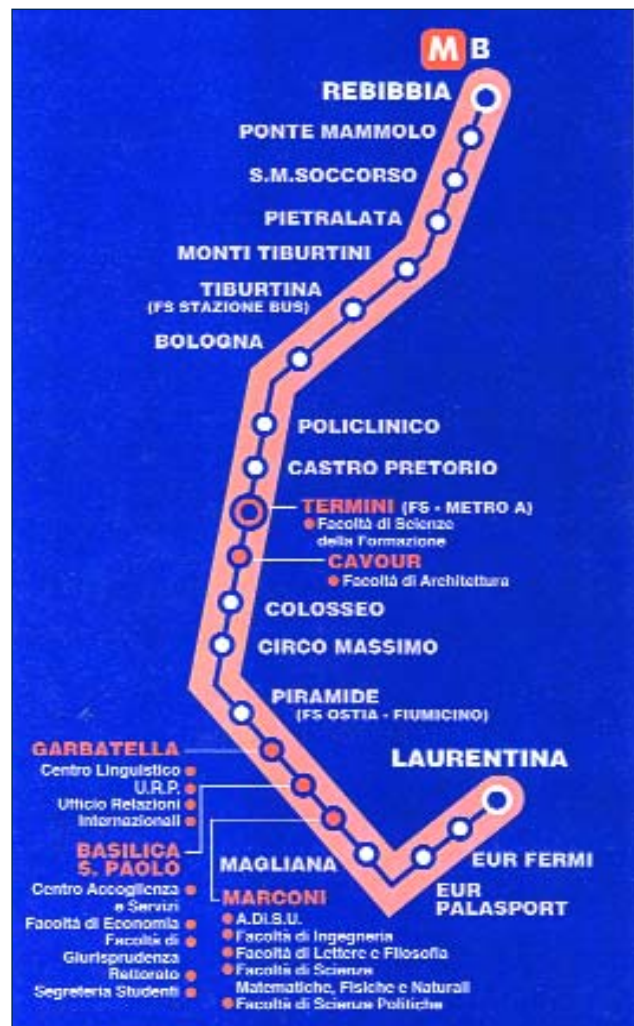 M B
REBIBBIA
PONTE MAMMOLO
S.M.SOCCORSO
PIETRALATA
MONTI TIBURTINI
TIBURTINA
(FS STAZIONE BUS)
BOLOGNA
POLICLINICO
CASTRO PRETORIO
TERMINI (FS - METRO A)
Facoltà di Scienze
della Formazione
CAVOUR
Facoltà di Architettura
COLOSSEO
CIRCO MASSIMO
PIRAMIDE
(FS OSTIA - FIUMICINO)
GARBATELLA
Centro Linguistico
U.R.P.
Ufficio Relazioni
Internazionali
BASILICA
S. PAOLO
Centro Accoglienza
e Servizi
Facoltà di Economia
Facoltà di
Giurisprudenza
Rettorato
Segreteria Studenti
MARCONI
A.DI.S.U.
Facoltà di Ingegneria
Facoltà di Lettere e Filosofia
Facoltà di Scienze
Matematiche, Fisiche e Naturali
Facoltà di Scienze Politiche
MAGLIANA
EUR
PALASPORT
EUR FERMI
LAURENTINA